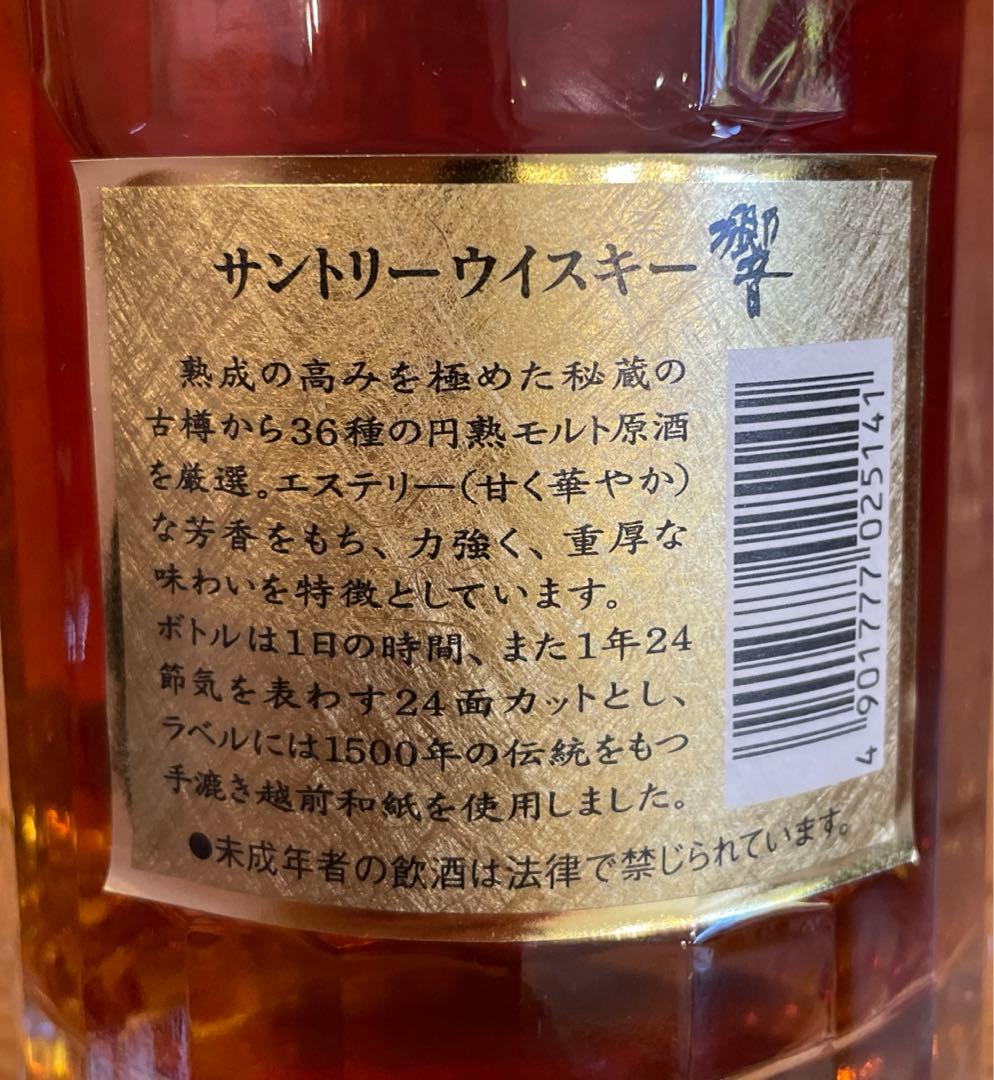 サントリーウイスキー 響
熟成の高みを極めた秘蔵の
古樽から36種の円熟モルト原酒
を厳選。エステリー(甘く華やか)
な芳香をもち、力強く、重厚な
味わいを特徴としています。
ボトルは1日の時間、また1年24
節気を表わす24面カットとし、
ラベルには1500年の伝統をもつ
手漉き越前和紙を使用しました。
●未成年者の飲酒は法律で禁じられています。
4 901777 025141